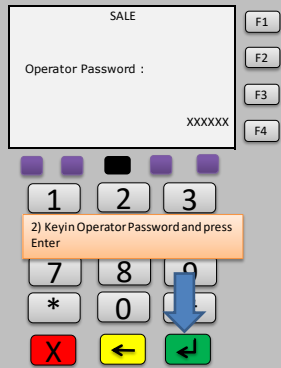 SALE
F1
F2
Operator Password :
F3
XXXXXX
F4
1 2 3
2) Keyin Operator Password and press
Enter
7 8 9
* 0
X